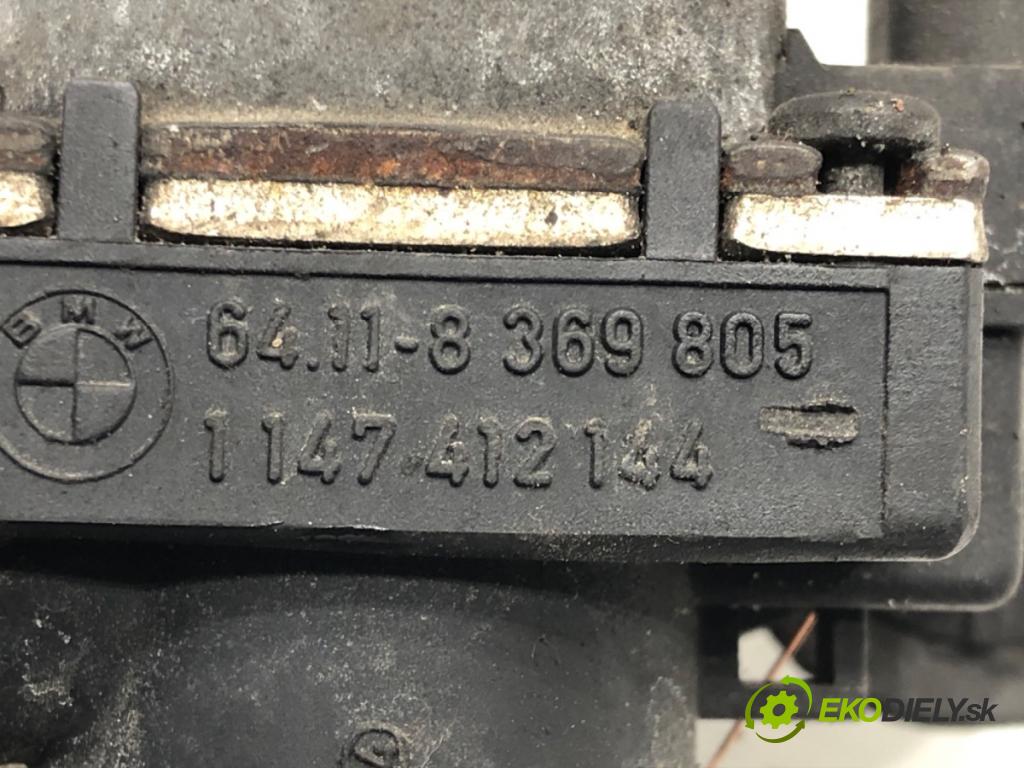 BMW
64.11-8 369 805
1 147 412 144
EKODIELY.sk